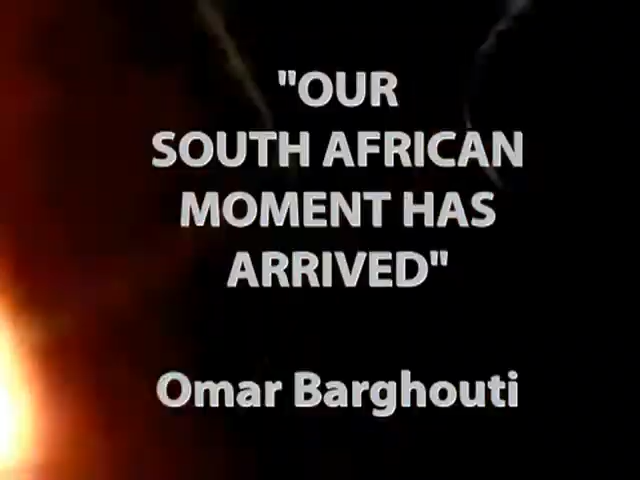 "OUR
SOUTH AFRICAN
MOMENT HAS
ARRIVED"
Omar Barghouti